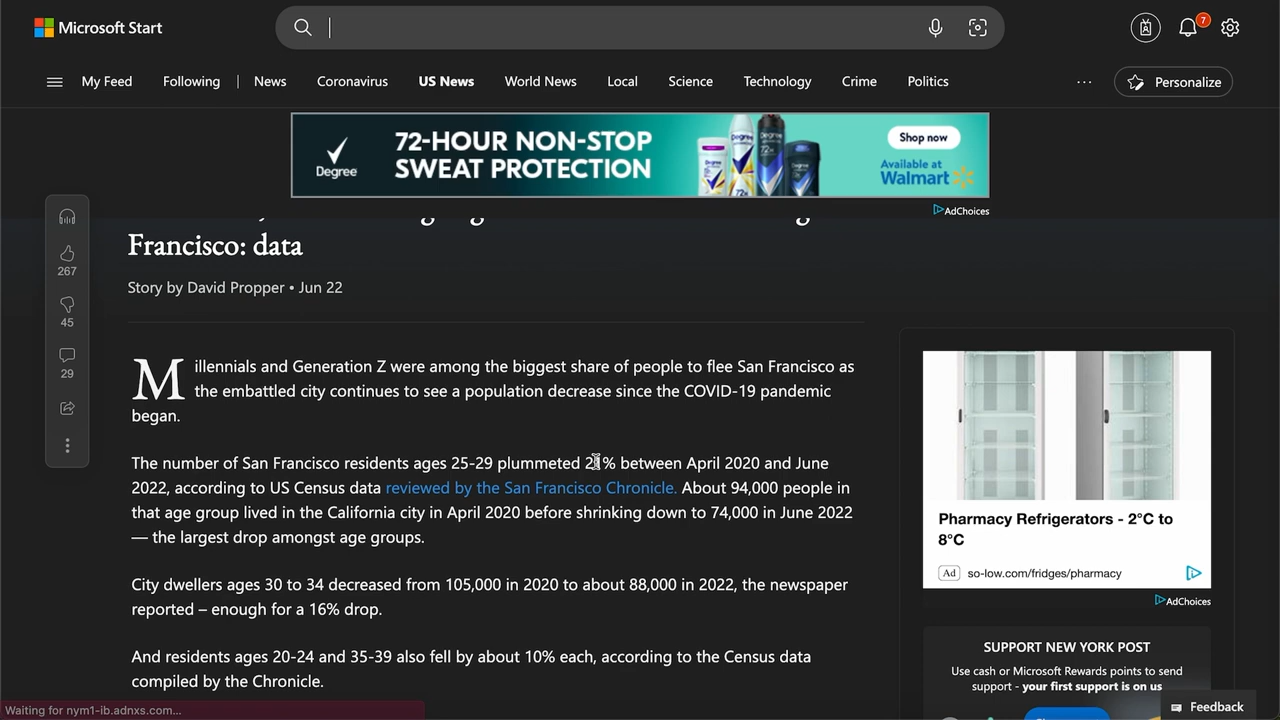 Microsoft Start
7
My Feed
Following
News
Coronavirus
US News
World News
Local
Science
Technology
Crime
Politics
...
Personalize
Degree
72-HOUR NON-STOP
SWEAT PROTECTION
Shop now
Available at
Walmart
AdChoices
Francisco: data
Story by David Propper • Jun 22
267
45
29
Millennials and Generation Z were among the biggest share of people to flee San Francisco as
the embattled city continues to see a population decrease since the COVID-19 pandemic
began.
The number of San Francisco residents ages 25-29 plummeted % between April 2020 and June
2022, according to US Census data reviewed by the San Francisco Chronicle. About 94,000 people in
that age group lived in the California city in April 2020 before shrinking down to 74,000 in June 2022
— the largest drop amongst age groups.
City dwellers ages 30 to 34 decreased from 105,000 in 2020 to about 88,000 in 2022, the newspaper
reported – enough for a 16% drop.
And residents ages 20-24 and 35-39 also fell by about 10% each, according to the Census data
compiled by the Chronicle.
Pharmacy Refrigerators - 2°C to
8°C
Ad so-low.com/fridges/pharmacy
AdChoices
SUPPORT NEW YORK POST
Use cash or Microsoft Rewards points to send
support - your first support is on us
Feedback
Waiting for nym1-ib.adnxs.com...